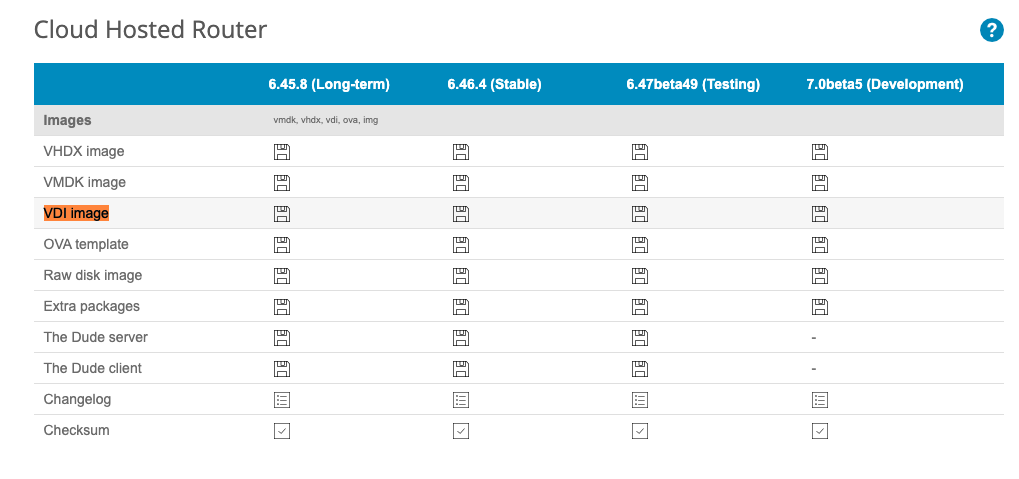 Cloud Hosted Router
?
6.45.8 (Long-term) 6.46.4 (Stable) 6.47beta49 (Testing) 7.0beta5 (Development)
Images vmdk, vhdx, vdi, ova, img
VHDX image
VMDK image
VDI image
OVA template
Raw disk image
Extra packages
The Dude server -
The Dude client -
Changelog
Checksum